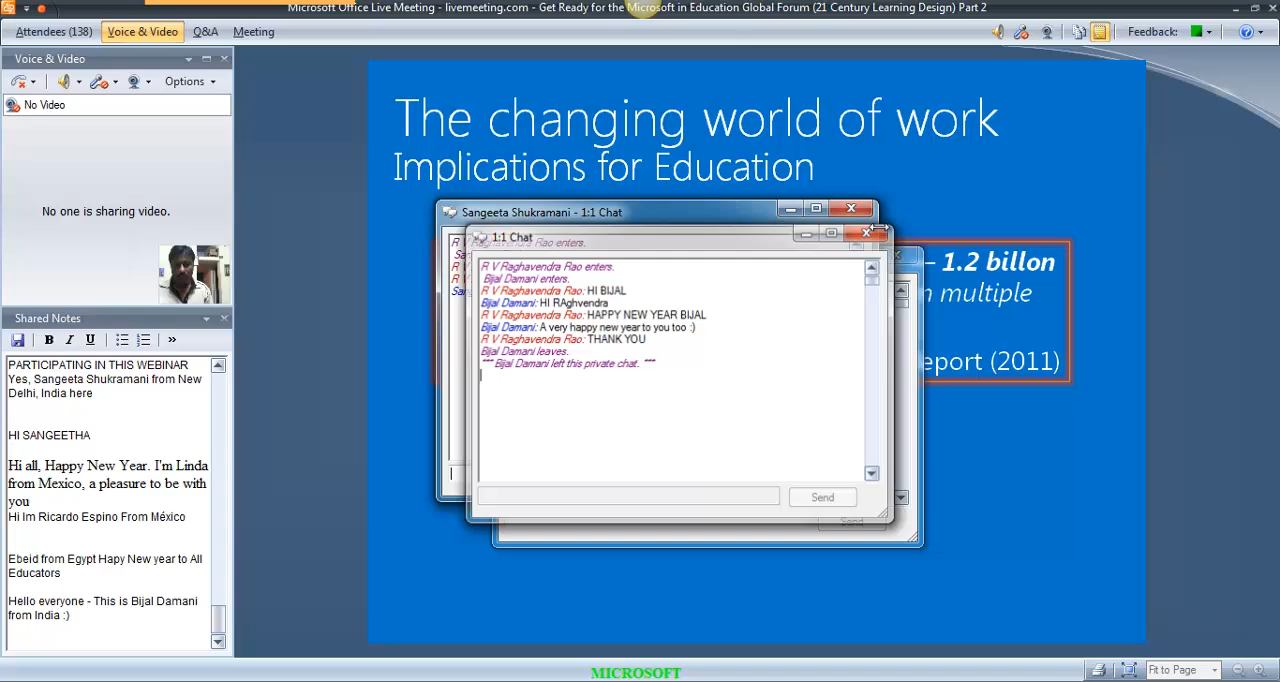 Microsoft Office Live Meeting - livemeeting.com - Get Ready for the Microsoft in Education Global Forum (21 Century Learning Design) Part 2
Attendees (138) Voice & Video Q&A Meeting Feedback:
Voice & Video
Options
No Video
No one is sharing video.
Shared Notes
B I U »
PARTICIPATING IN THIS WEBINAR
Yes, Sangeeta Shukramani from New
Delhi, India here
HI SANGEETHA
Hi all, Happy New Year. I'm Linda
from Mexico, a pleasure to be with
you
Hi Im Ricardo Espino From México
Ebeid from Egypt Hapy New year to All
Educators
Hello everyone - This is Bijal Damani
from India :)
The changing world of work
Implications for Education
– 1.2 billon
multiple
eport (2011)
Sangeeta Shukramani - 1:1 Chat
R V Raghavendra Rao enters.
1:1 Chat
R V Raghavendra Rao enters.
Bijal Damani enters.
R V Raghavendra Rao: HI BIJAL
Bijal Damani: HI RAghvendra
R V Raghavendra Rao: HAPPY NEW YEAR BIJAL
Bijal Damani: A very happy new year to you too :)
R V Raghavendra Rao: THANK YOU
Bijal Damani leaves.
*** Bijal Damani left this private chat. ***
Send
Send
MICROSOFT
Fit to Page